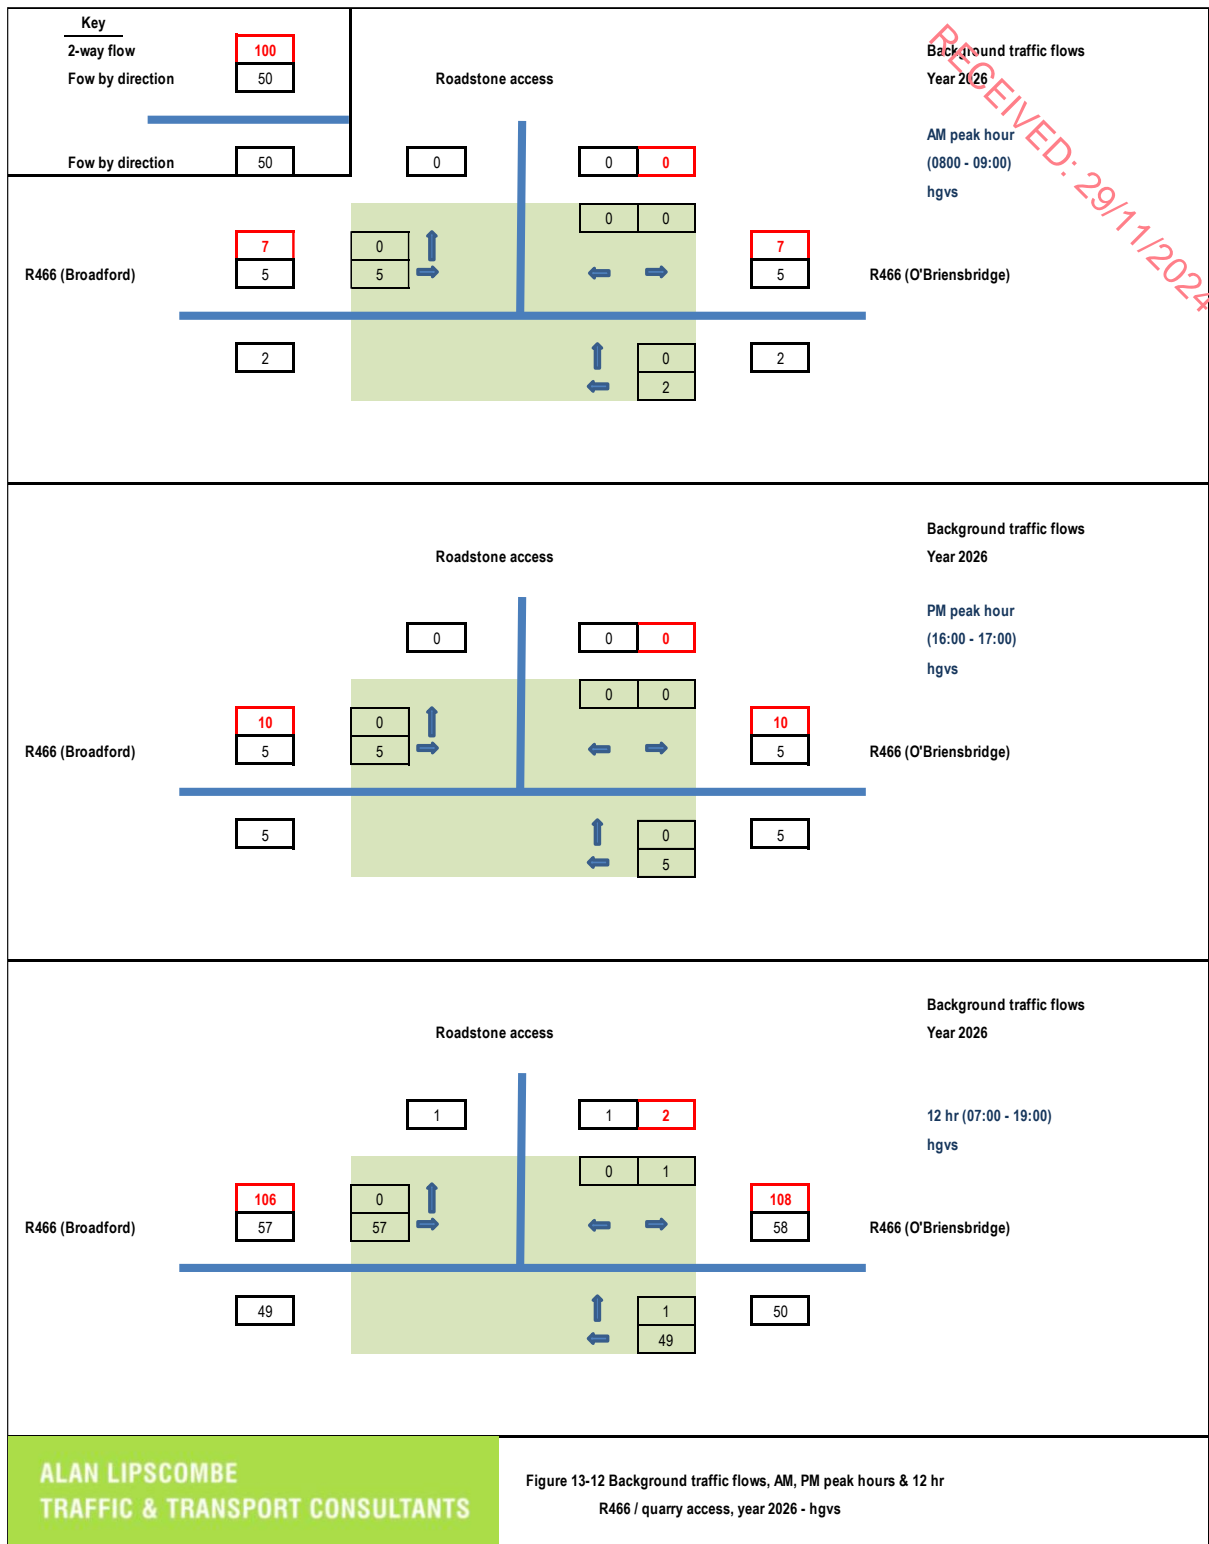 Key
2-way flow 100
Fow by direction 50
Fow by direction 50
Roadstone access
Background traffic flows
Year 2026
AM peak hour
(0800 - 09:00)
hgvs
RECEIVED: 29/11/2024
0 0 0
0 0
7 0 7
R466 (Broadford) 5 5 5 R466 (O'Briensbridge)
2 0 2
2
Background traffic flows
Roadstone access Year 2026
PM peak hour
0 0 0 (16:00 - 17:00)
hgvs
0 0
10 0 10
R466 (Broadford) 5 5 5 R466 (O'Briensbridge)
5 0 5
5
Background traffic flows
Roadstone access Year 2026
1 1 2 12 hr (07:00 - 19:00)
hgvs
0 1
106 0 108
R466 (Broadford) 57 57 58 R466 (O'Briensbridge)
49 1 50
49
ALAN LIPSCOMBE
TRAFFIC & TRANSPORT CONSULTANTS
Figure 13-12 Background traffic flows, AM, PM peak hours & 12 hr
R466 / quarry access, year 2026 - hgvs